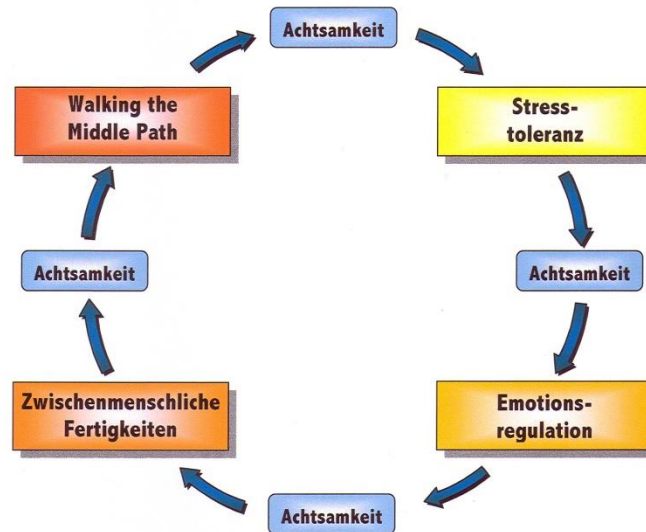 Achtsamkeit
Walking the
Middle Path
Stress-
toleranz
Achtsamkeit
Achtsamkeit
Zwischenmenschliche
Fertigkeiten
Emotions-
regulation
Achtsamkeit